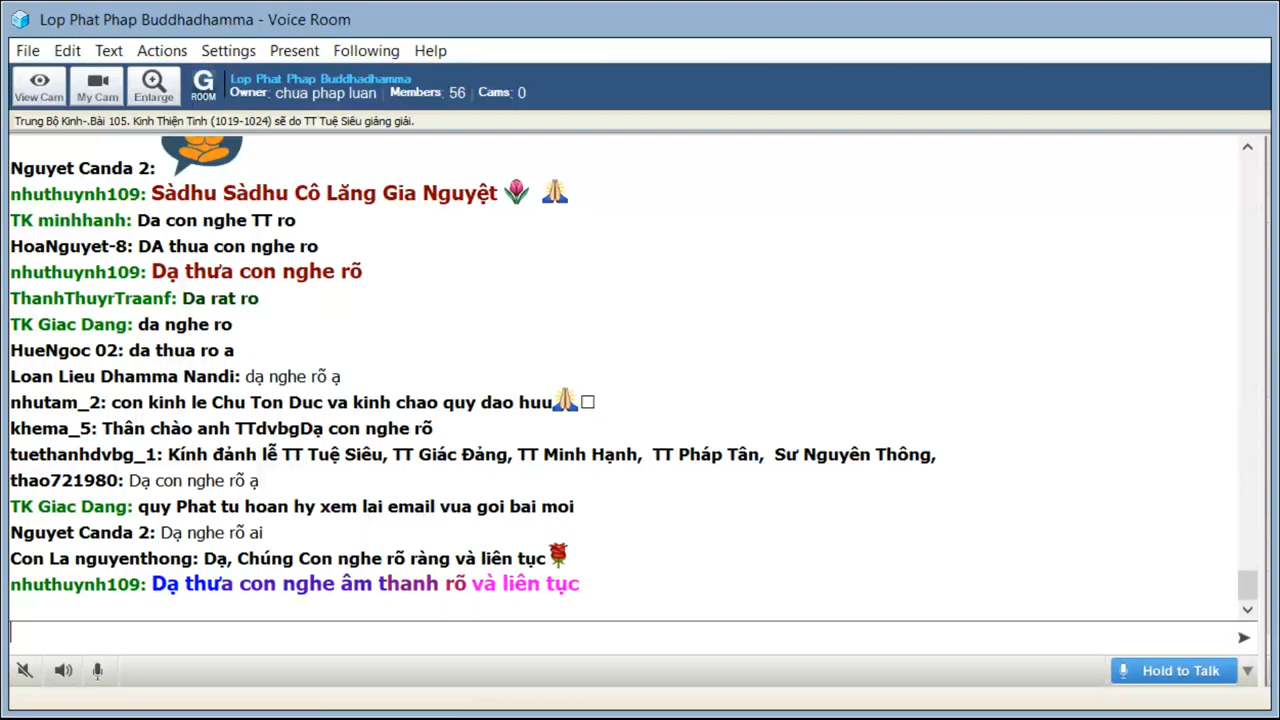 Lop Phat Phap Buddhadhamma - Voice Room
File Edit Text Actions Settings Present Following Help
View Cam My Cam Enlarge G ROOM
Lop Phat Phap Buddhadhamma
Owner: chua phap luan Members: 56 Cams: 0
Trung Bộ Kinh-.Bài 105. Kinh Thiện Tinh (1019-1024) sẽ do TT Tuệ Siêu giảng giải.
Nguyet Canda 2:
nhuthuynh109: Sàdhu Sàdhu Cô Lăng Gia Nguyệt
TK minhhanh: Da con nghe TT ro
HoaNguyet-8: DA thua con nghe ro
nhuthuynh109: Dạ thưa con nghe rõ
ThanhThuyrTraanf: Da rat ro
TK Giac Dang: da nghe ro
HueNgoc 02: da thua ro a
Loan Lieu Dhamma Nandi: dạ nghe rõ ạ
nhutam_2: con kinh le Chu Ton Duc va kinh chao quy dao huu
khema_5: Thân chào anh TTdvbgDạ con nghe rõ
tuethanhdvbg_1: Kính đảnh lễ TT Tuệ Siêu, TT Giác Đảng, TT Minh Hạnh, TT Pháp Tân, Sư Nguyên Thông,
thao721980: Dạ con nghe rõ ạ
TK Giac Dang: quy Phat tu hoan hy xem lai email vua goi bai moi
Nguyet Canda 2: Dạ nghe rõ ai
Con La nguyenthong: Dạ, Chúng Con nghe rõ ràng và liên tục
nhuthuynh109: Dạ thưa con nghe âm thanh rõ và liên tục
Hold to Talk